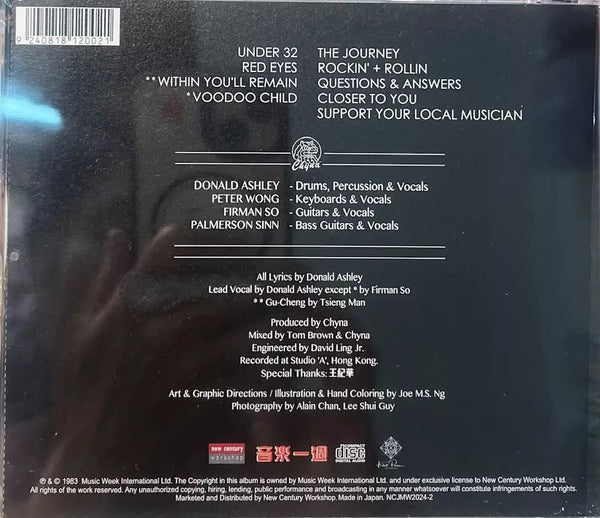 9 240818 120021
UNDER 32
RED EYES
**WITHIN YOU'LL REMAIN
*VOODOO CHILD
THE JOURNEY
ROCKIN' + ROLLIN
QUESTIONS & ANSWERS
CLOSER TO YOU
SUPPORT YOUR LOCAL MUSICIAN
Chyna
DONALD ASHLEY - Drums, Percussion & Vocals
PETER WONG - Keyboards & Vocals
FIRMAN SO - Guitars & Vocals
PALMERSON SINN - Bass Guitars & Vocals
All Lyrics by Donald Ashley
Lead Vocal by Donald Ashley except * by Firman So
** Gu-Cheng by Tsieng Man
Produced by Chyna
Mixed by Tom Brown & Chyna
Engineered by David Ling Jr.
Recorded at Studio 'A', Hong Kong.
Special Thanks: 王紀華
Art & Graphic Directions / Illustration & Hand Coloring by Joe M.S. Ng
Photography by Alain Chan, Lee Shui Guy
new century
workshop
音楽一週
COMPACT
disc
DIGITAL AUDIO
℗ & © 1983 Music Week International Ltd. The Copyright in this album is owned by Music Week International Ltd. and under exclusive license to New Century Workshop Ltd.
All rights of the work reserved. Any unauthorized copying, hiring, lending, public performance and broadcasting in any manner whatsoever will constitute infringements of such rights.
Marketed and Distributed by New Century Workshop. Made in Japan. NCJMW2024-2